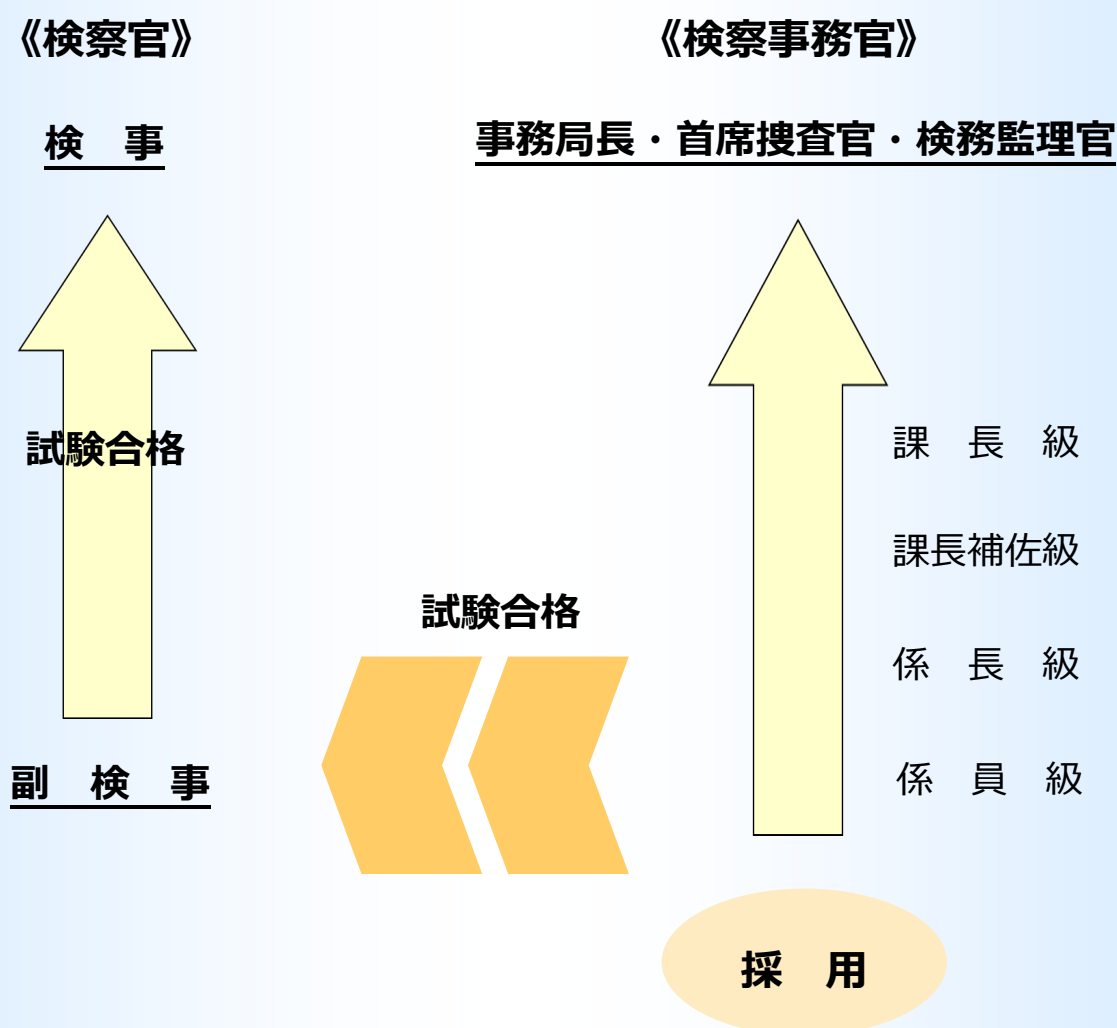 《検察官》
《検察事務官》
検　事
事務局長・首席捜査官・検務監理官
試験合格
課　長　級
課長補佐級
試験合格
係　長　級
副　検　事
係　員　級
採　用